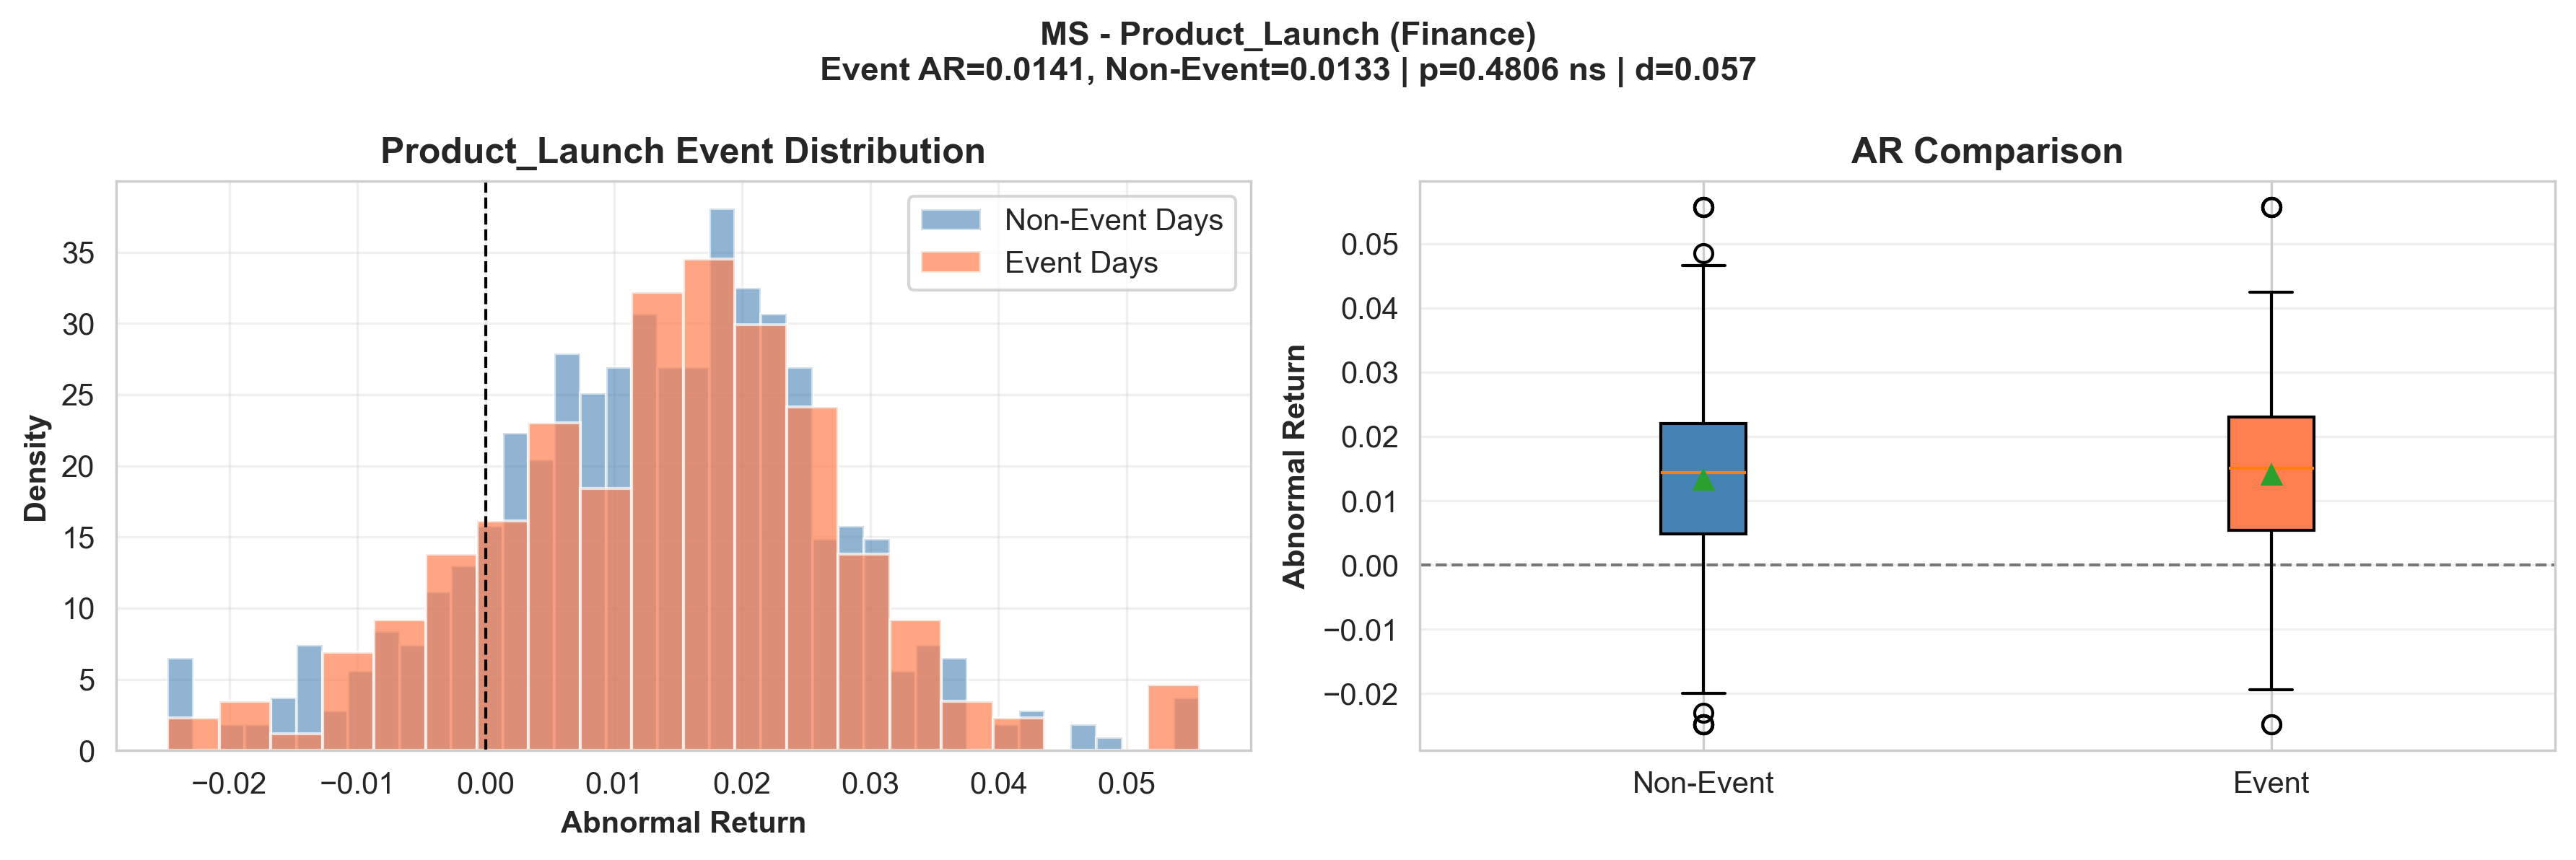 MS - Product_Launch (Finance)
Event AR=0.0141, Non-Event=0.0133 | p=0.4806 ns | d=0.057
Product_Launch Event Distribution
Non-Event Days
Event Days
Density
35
30
25
20
15
10
5
0
−0.02 −0.01 0.00 0.01 0.02 0.03 0.04 0.05
Abnormal Return
AR Comparison
Abnormal Return
0.05
0.04
0.03
0.02
0.01
0.00
−0.01
−0.02
Non-Event Event